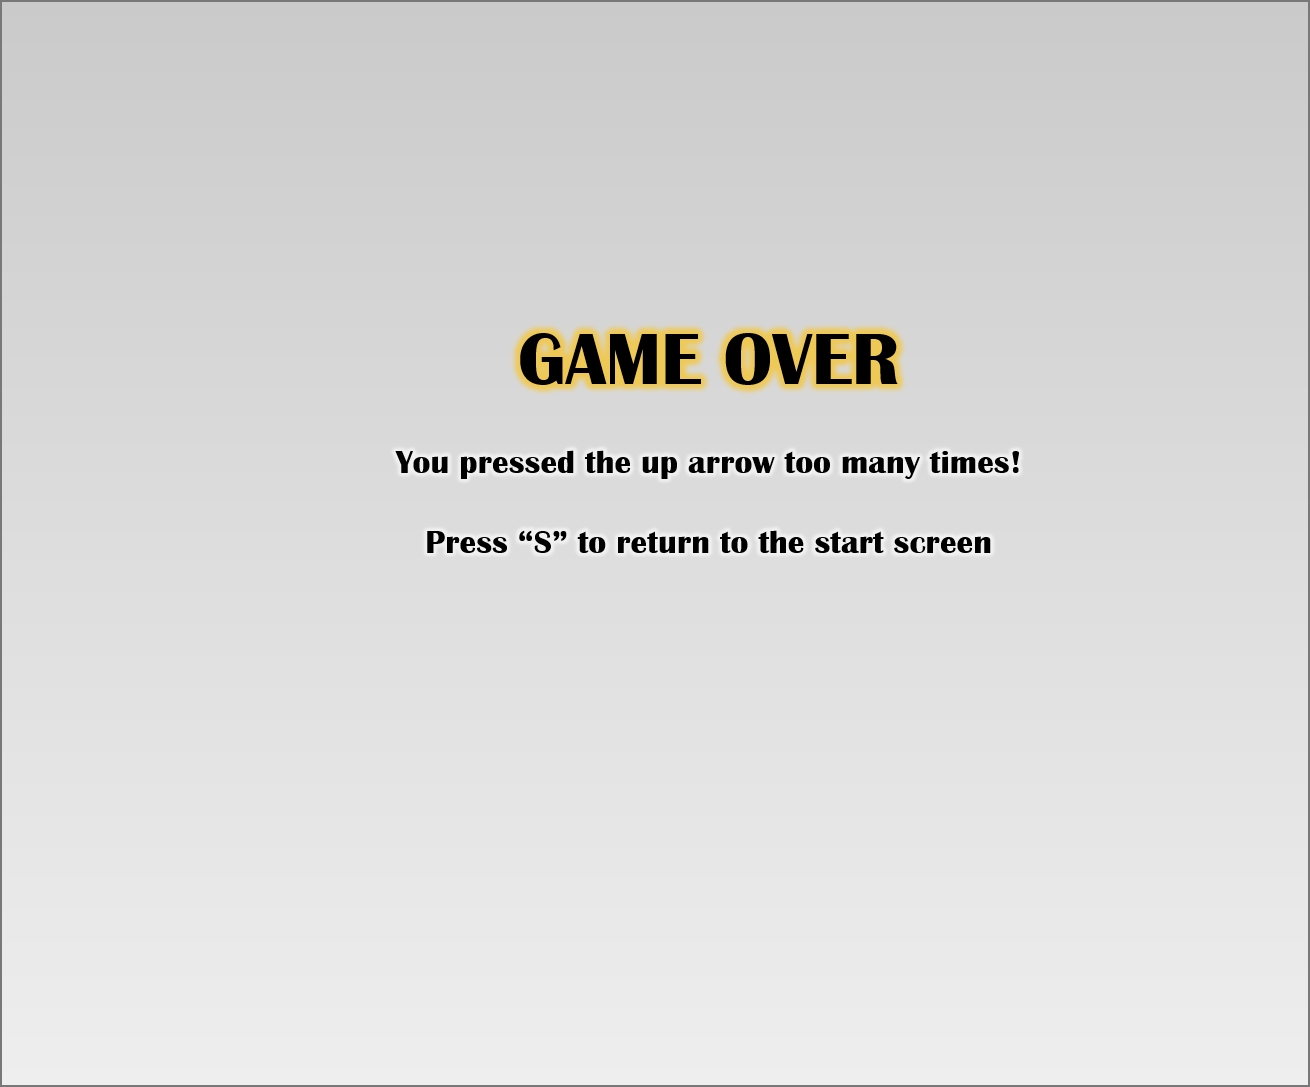 GAME OVER
You pressed the up arrow too many times!
Press “S” to return to the start screen